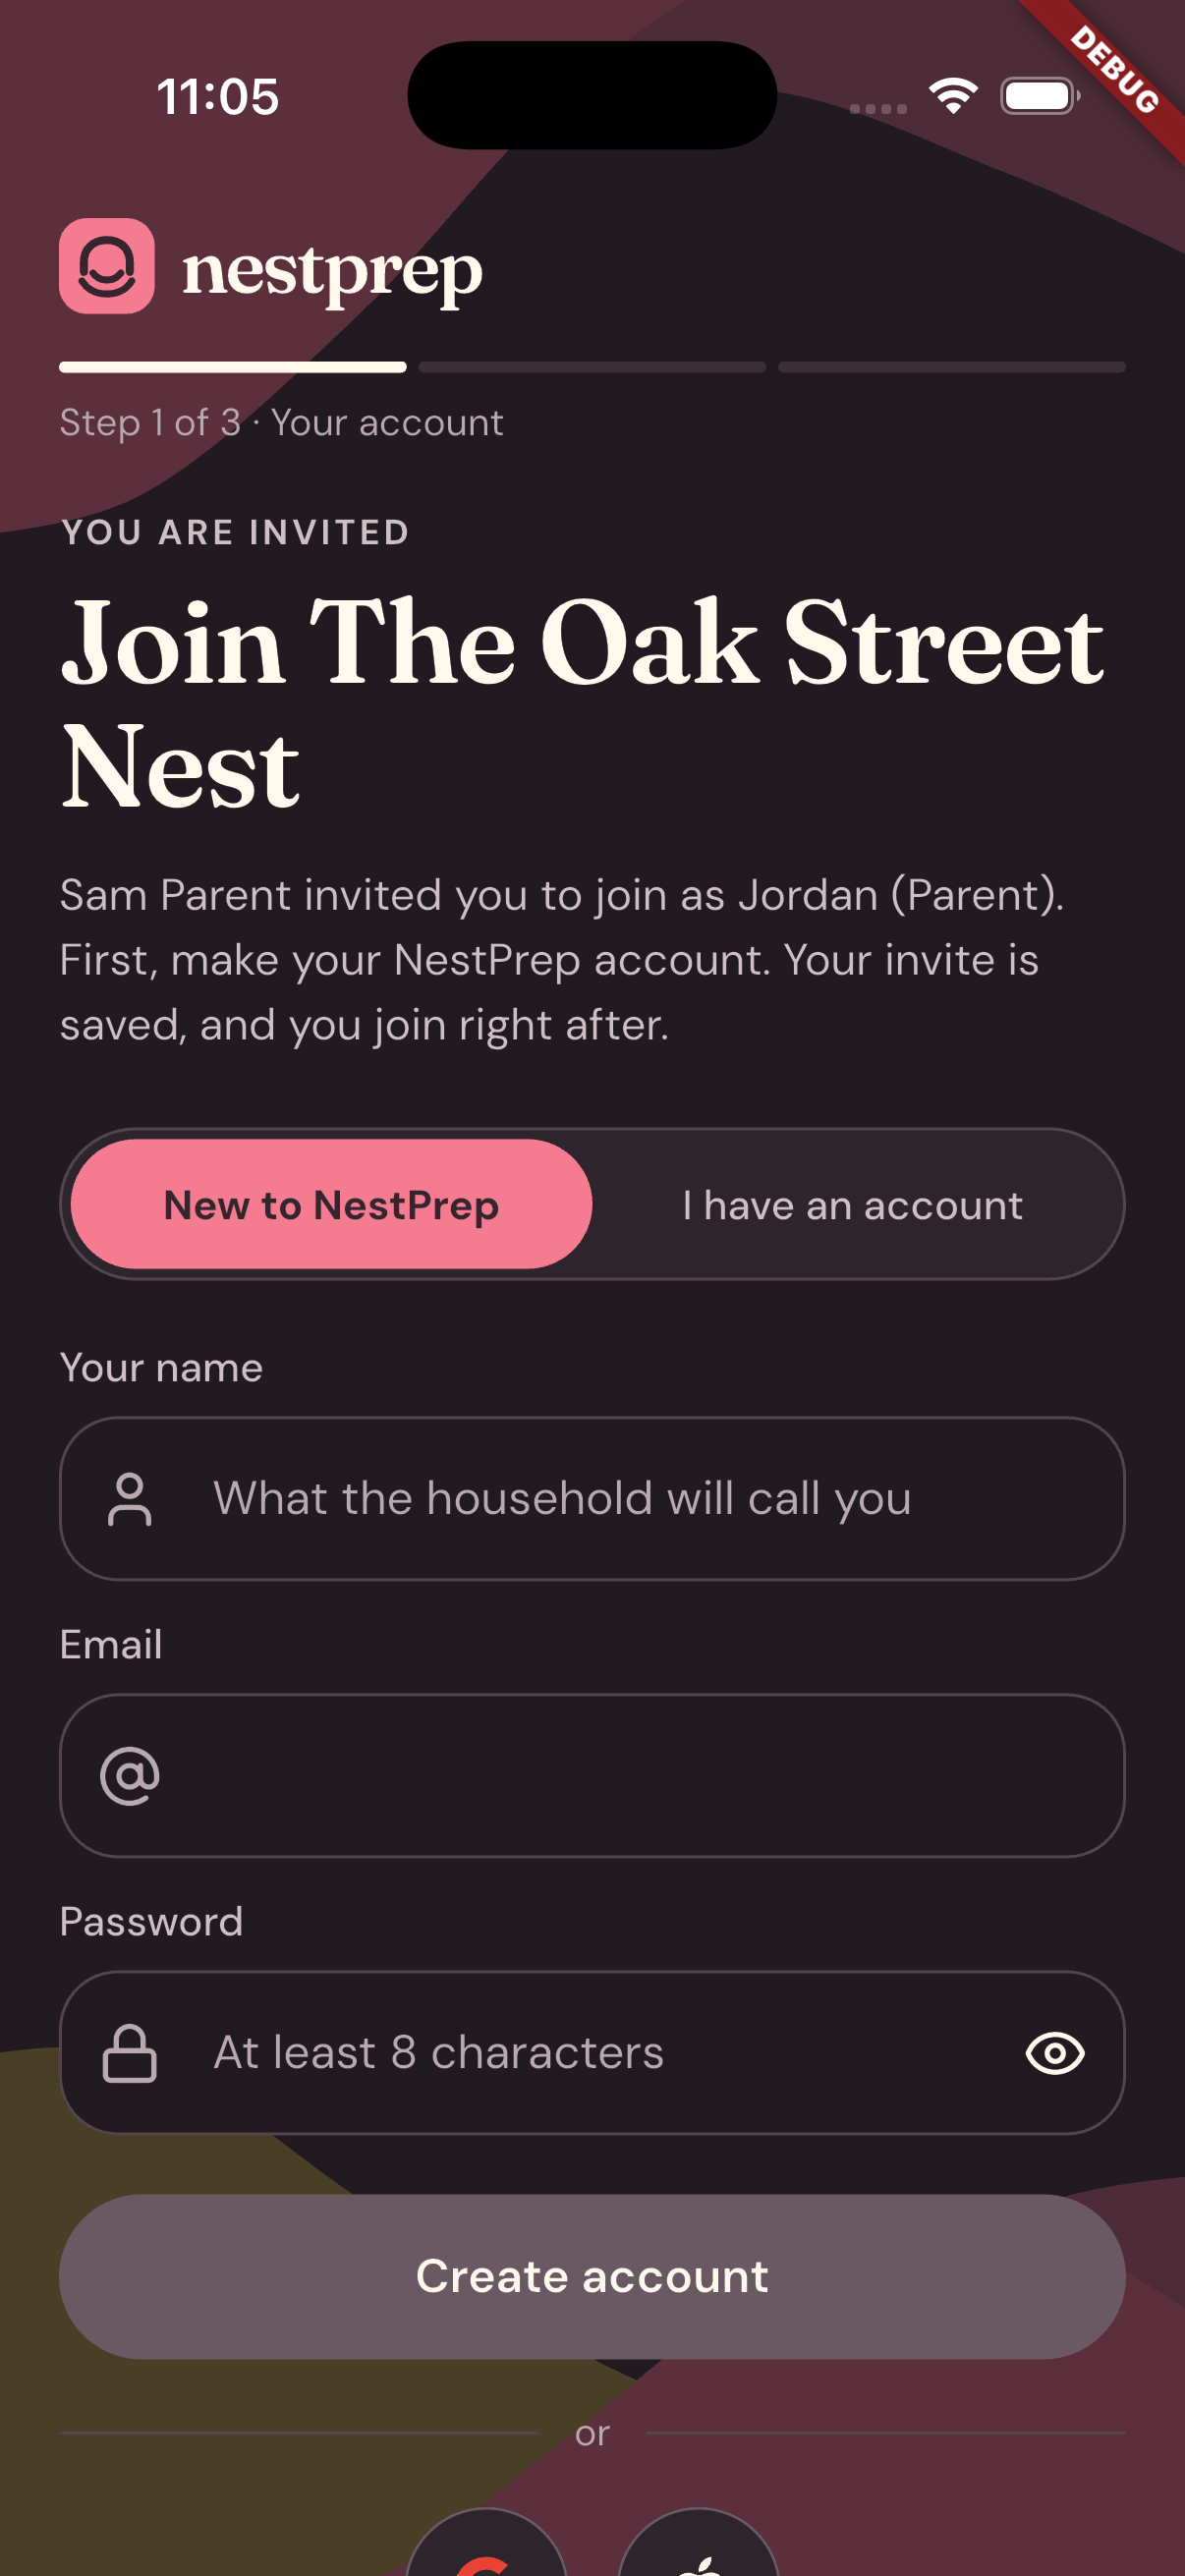 11:05
DEBUG
nestprep
Step 1 of 3 · Your account
YOU ARE INVITED
Join The Oak Street
Nest
Sam Parent invited you to join as Jordan (Parent).
First, make your NestPrep account. Your invite is
saved, and you join right after.
New to NestPrep
I have an account
Your name
What the household will call you
Email
@
Password
At least 8 characters
Create account
or